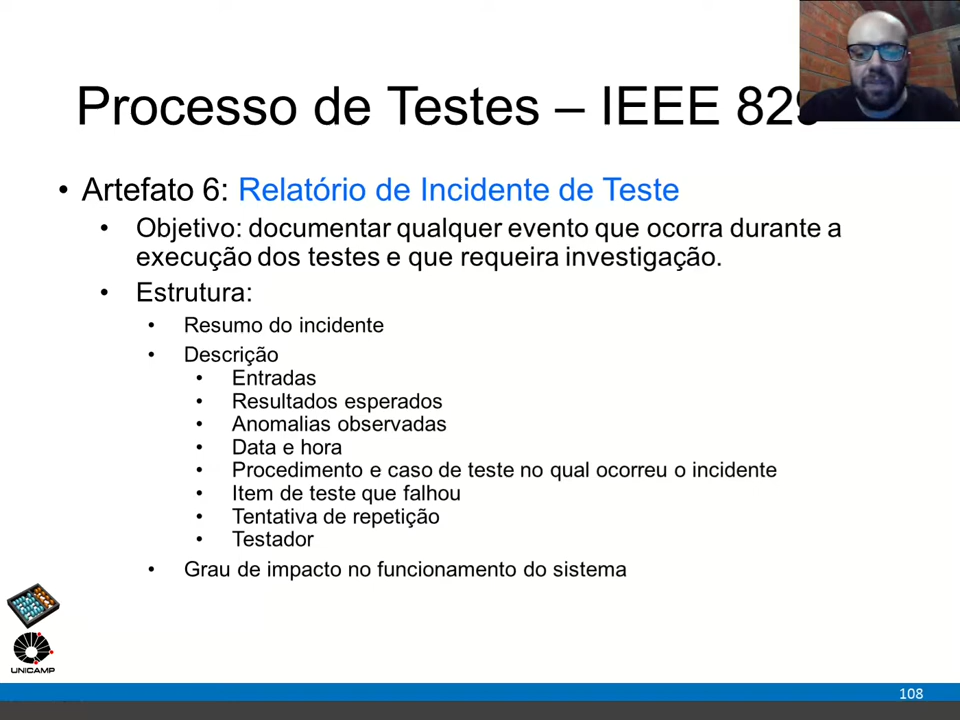 Processo de Testes – IEEE 829
• Artefato 6: Relatório de Incidente de Teste
• Objetivo: documentar qualquer evento que ocorra durante a
execução dos testes e que requeira investigação.
• Estrutura:
• Resumo do incidente
• Descrição
• Entradas
• Resultados esperados
• Anomalias observadas
• Data e hora
• Procedimento e caso de teste no qual ocorreu o incidente
• Item de teste que falhou
• Tentativa de repetição
• Testador
• Grau de impacto no funcionamento do sistema
UNICAMP
108